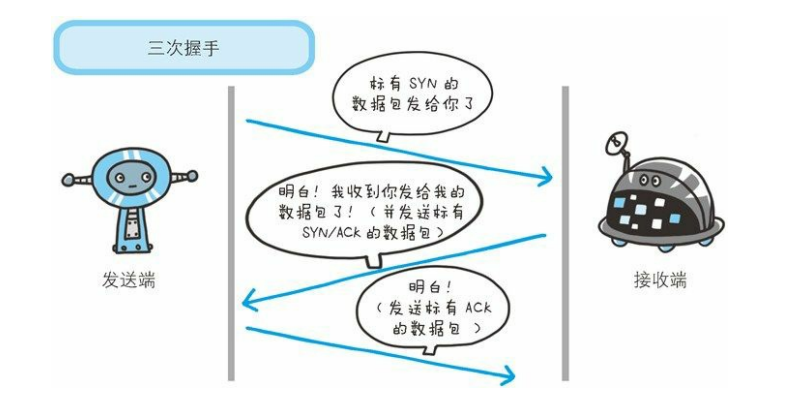 三次握手
标有 SYN 的
数据包发给你了
明白！我收到你发给我的
数据包了！（并发送标有
SYN/ACK 的数据包）
发送端
接收端
明白！
（发送标有 ACK
的数据包）